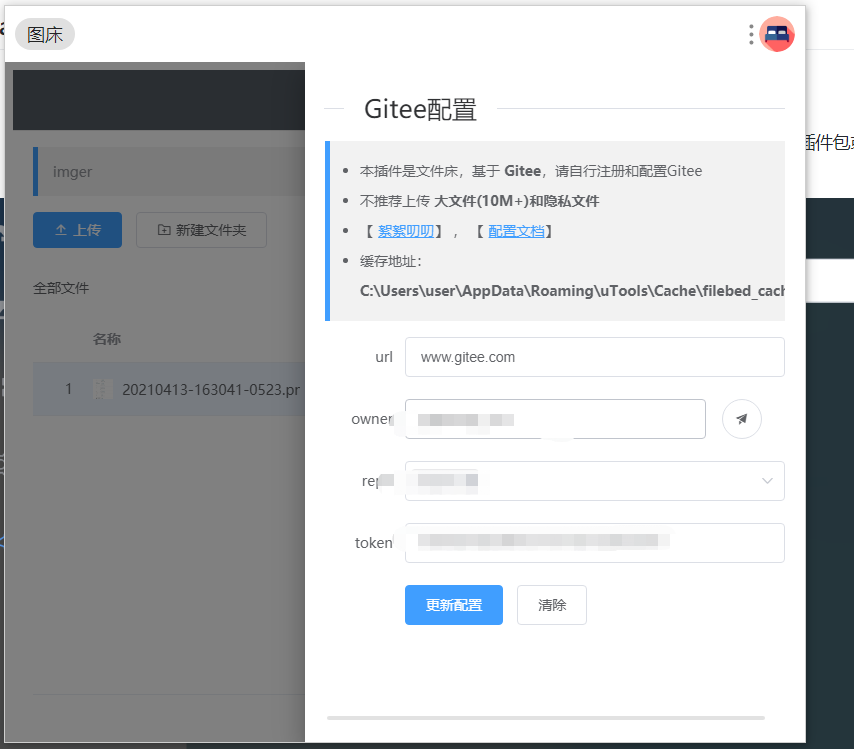 图床
Gitee配置
本插件是文件床，基于 Gitee，请自行注册和配置Gitee
不推荐上传 大文件(10M+)和隐私文件
【 絮絮叨叨】 ， 【 配置文档】
缓存地址：
C:\Users\user\AppData\Roaming\uTools\Cache\filebed_cach
imger
上传
新建文件夹
全部文件
名称
1 20210413-163041-0523.pr
url www.gitee.com
owner
rep
token
更新配置 清除
插件包